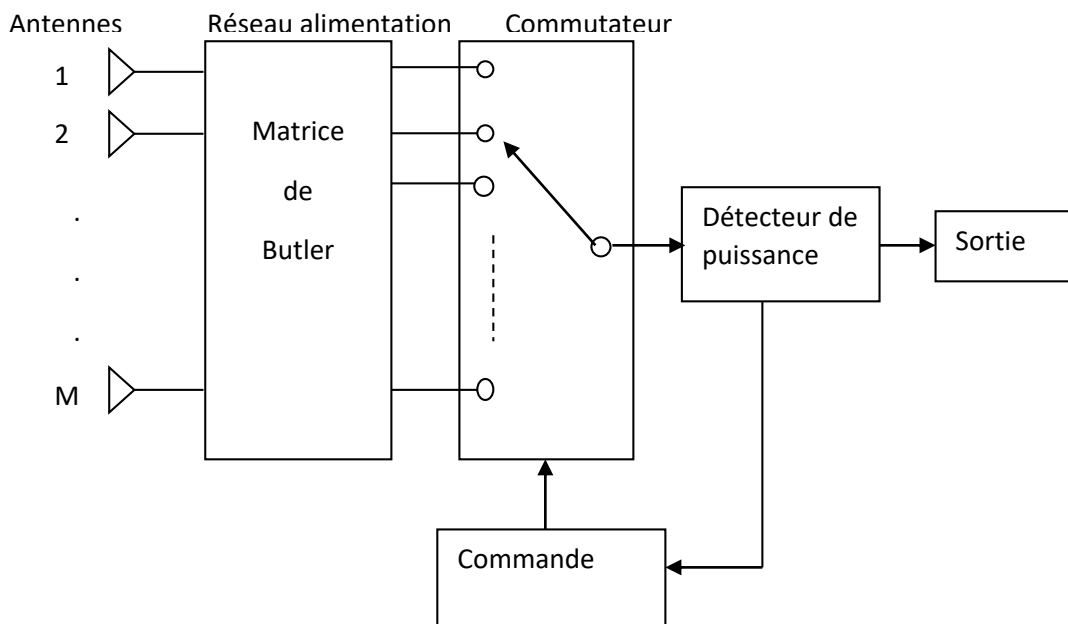 Antennes Réseau alimentation Commutateur
1
2
Matrice
de
Butler
.
.
.
M
Détecteur de
puissance
Sortie
Commande